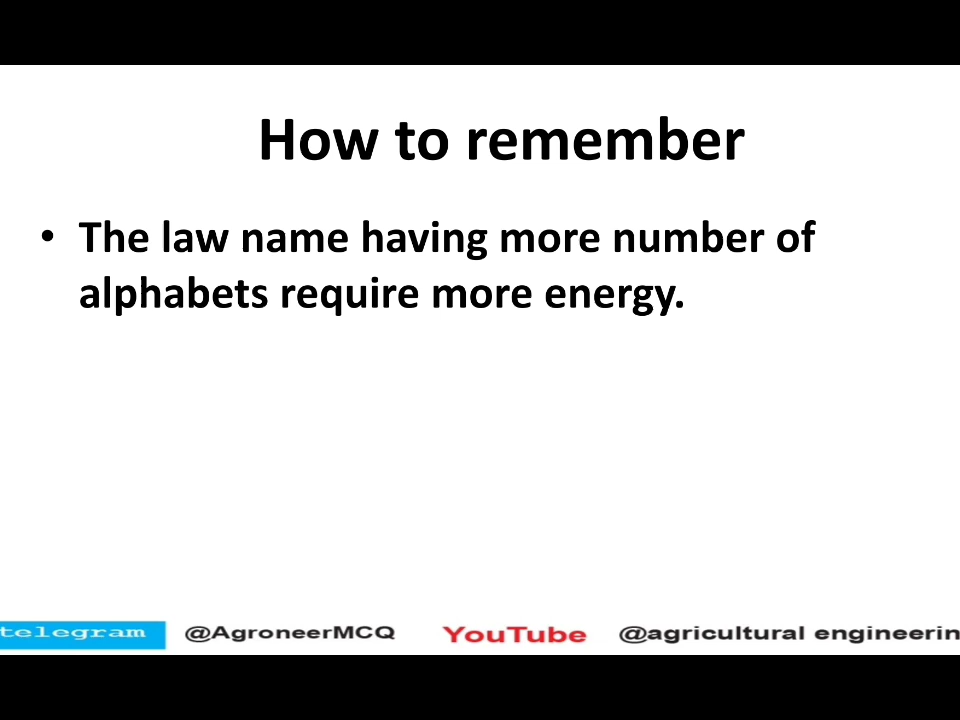 How to remember
• The law name having more number of
alphabets require more energy.
telegram @AgroneerMCQ YouTube @agricultural engineerin